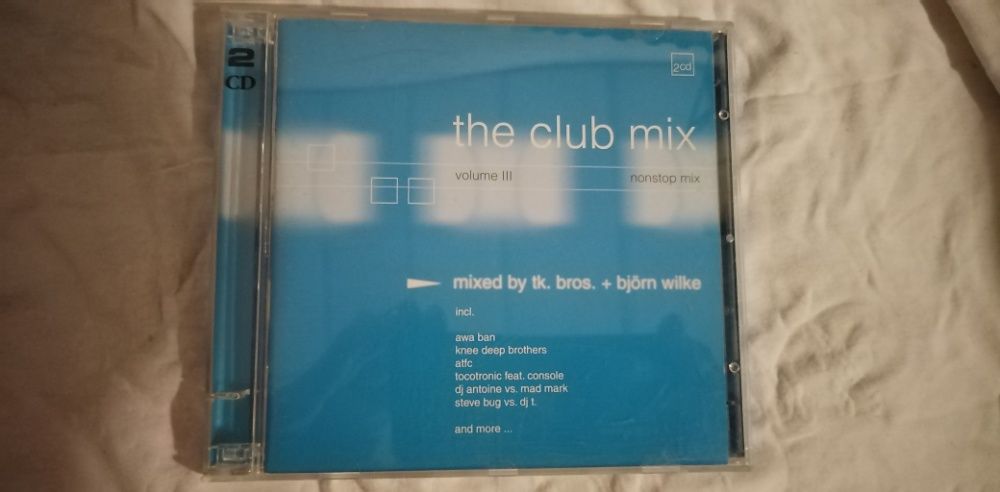 2
CD
2cd
the club mix
volume III
nonstop mix
mixed by tk. bros. + björn wilke
incl.
awa ban
knee deep brothers
atfc
tocotronic feat. console
dj antoine vs. mad mark
steve bug vs. dj t.
and more ...